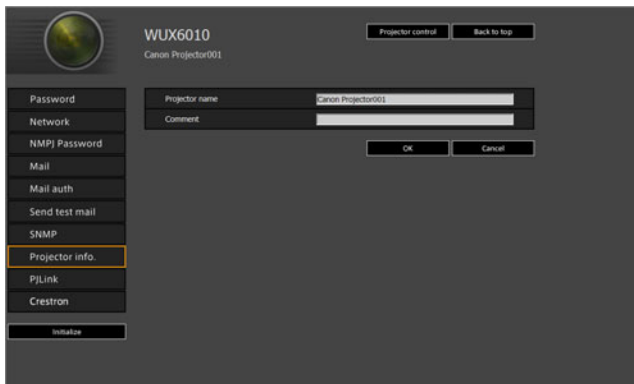 WUX6010
Canon Projector001
Projector control
Back to top
Password
Network
NMPJ Password
Mail
Mail auth
Send test mail
SNMP
Projector info.
PJLink
Crestron
Initialize
Projector name
Canon Projector001
Comment
OK
Cancel